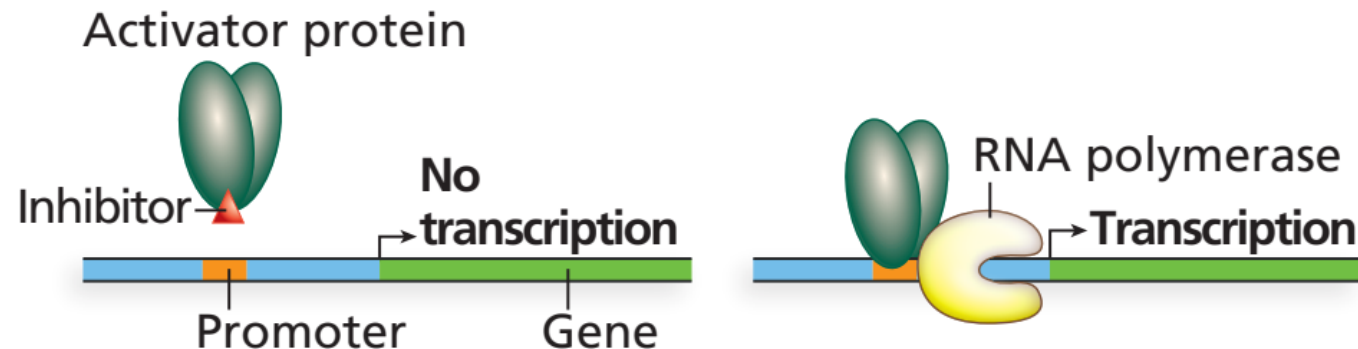 Activator protein
Inhibitor
No
transcription
Promoter
Gene
RNA polymerase
Transcription